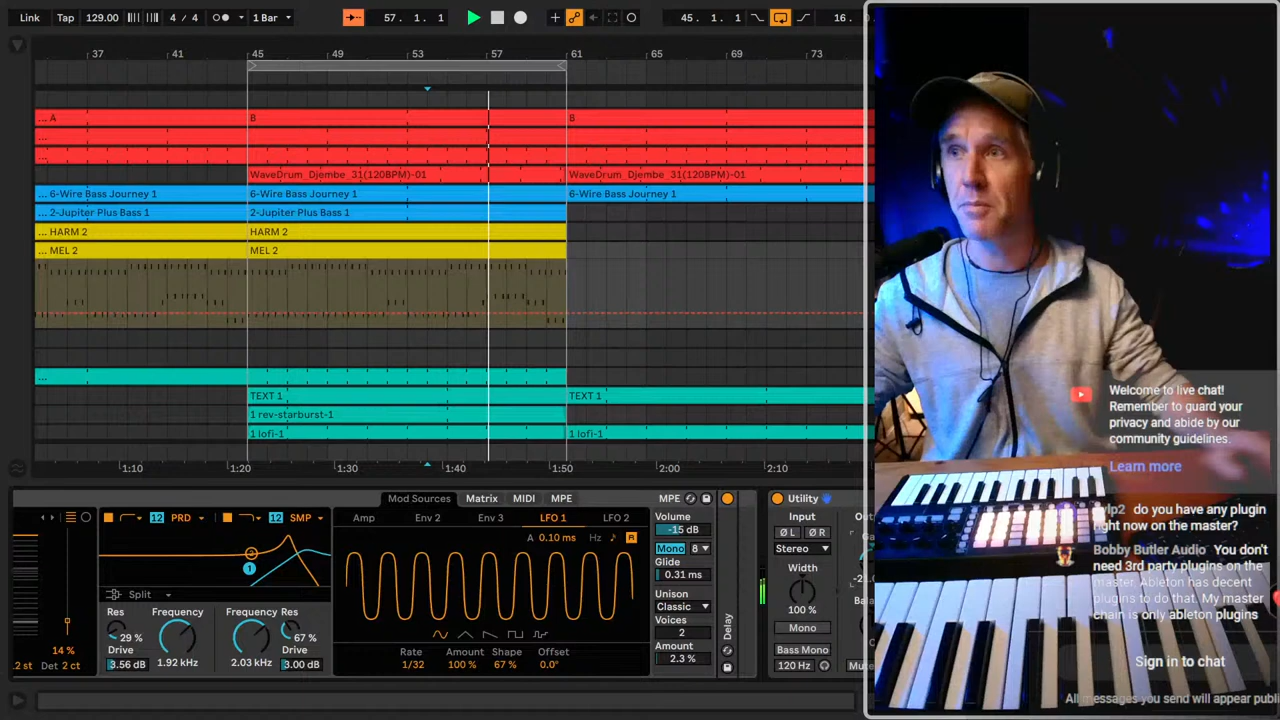 Link Tap 129.00 4 / 4 1 Bar 57. 1. 1 45. 1. 1 16.
37 41 45 49 53 57 61 65 69 73
... A B B
...
...
WaveDrum_Djembe_31(120BPM)-01 WaveDrum_Djembe_31(120BPM)-01
... 6-Wire Bass Journey 1 6-Wire Bass Journey 1 6-Wire Bass Journey 1
... 2-Jupiter Plus Bass 1 2-Jupiter Plus Bass 1
... HARM 2 HARM 2
... MEL 2 MEL 2
...
TEXT 1 TEXT 1
1 rev-starburst-1
1 lofi-1 1 lofi-1
1:10 1:20 1:30 1:40 1:50 2:00 2:10
Mod Sources Matrix MIDI MPE MPE Utility
12 PRD 12 SMP Amp Env 2 Env 3 LFO 1 LFO 2 Volume Input
A 0.10 ms Hz R -15 dB Ø L Ø R
Mono 8 Stereo
Glide
0.31 ms Width
Split Unison
Classic
Res Frequency Frequency Res Voices 100 %
29 % 67 % 2 Mono
Drive Drive Rate Amount Shape Offset Amount Bass Mono
14 % 3.56 dB 1.92 kHz 2.03 kHz 3.00 dB 1/32 100 % 67 % 0.0° 2.3 % 120 Hz
2 st Det 2 ct
Delay
Welcome to live chat!
Remember to guard your
privacy and abide by our
community guidelines.
Learn more
do you have any plugin
right now on the master?
Bobby Butler Audio You don't
need 3rd party plugins on the
master. Ableton has decent
plugins to do that. My master
chain is only ableton plugins
Sign in to chat
All messages you send will appear publi